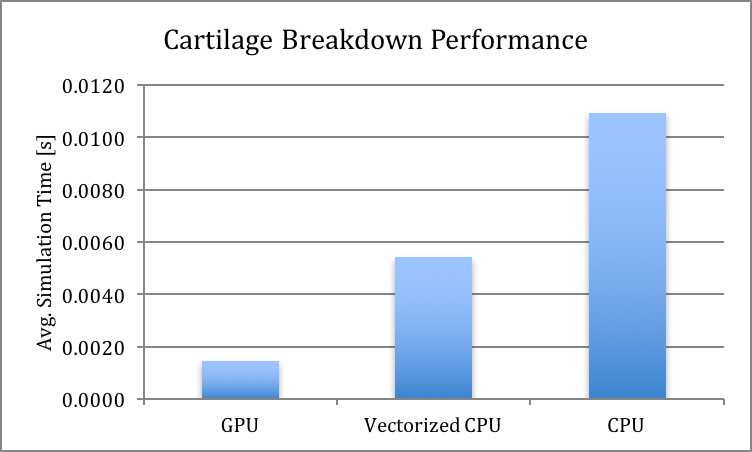 Cartilage Breakdown Performance
Avg. Simulation Time [s]
0.0120
0.0100
0.0080
0.0060
0.0040
0.0020
0.0000
GPU
Vectorized CPU
CPU